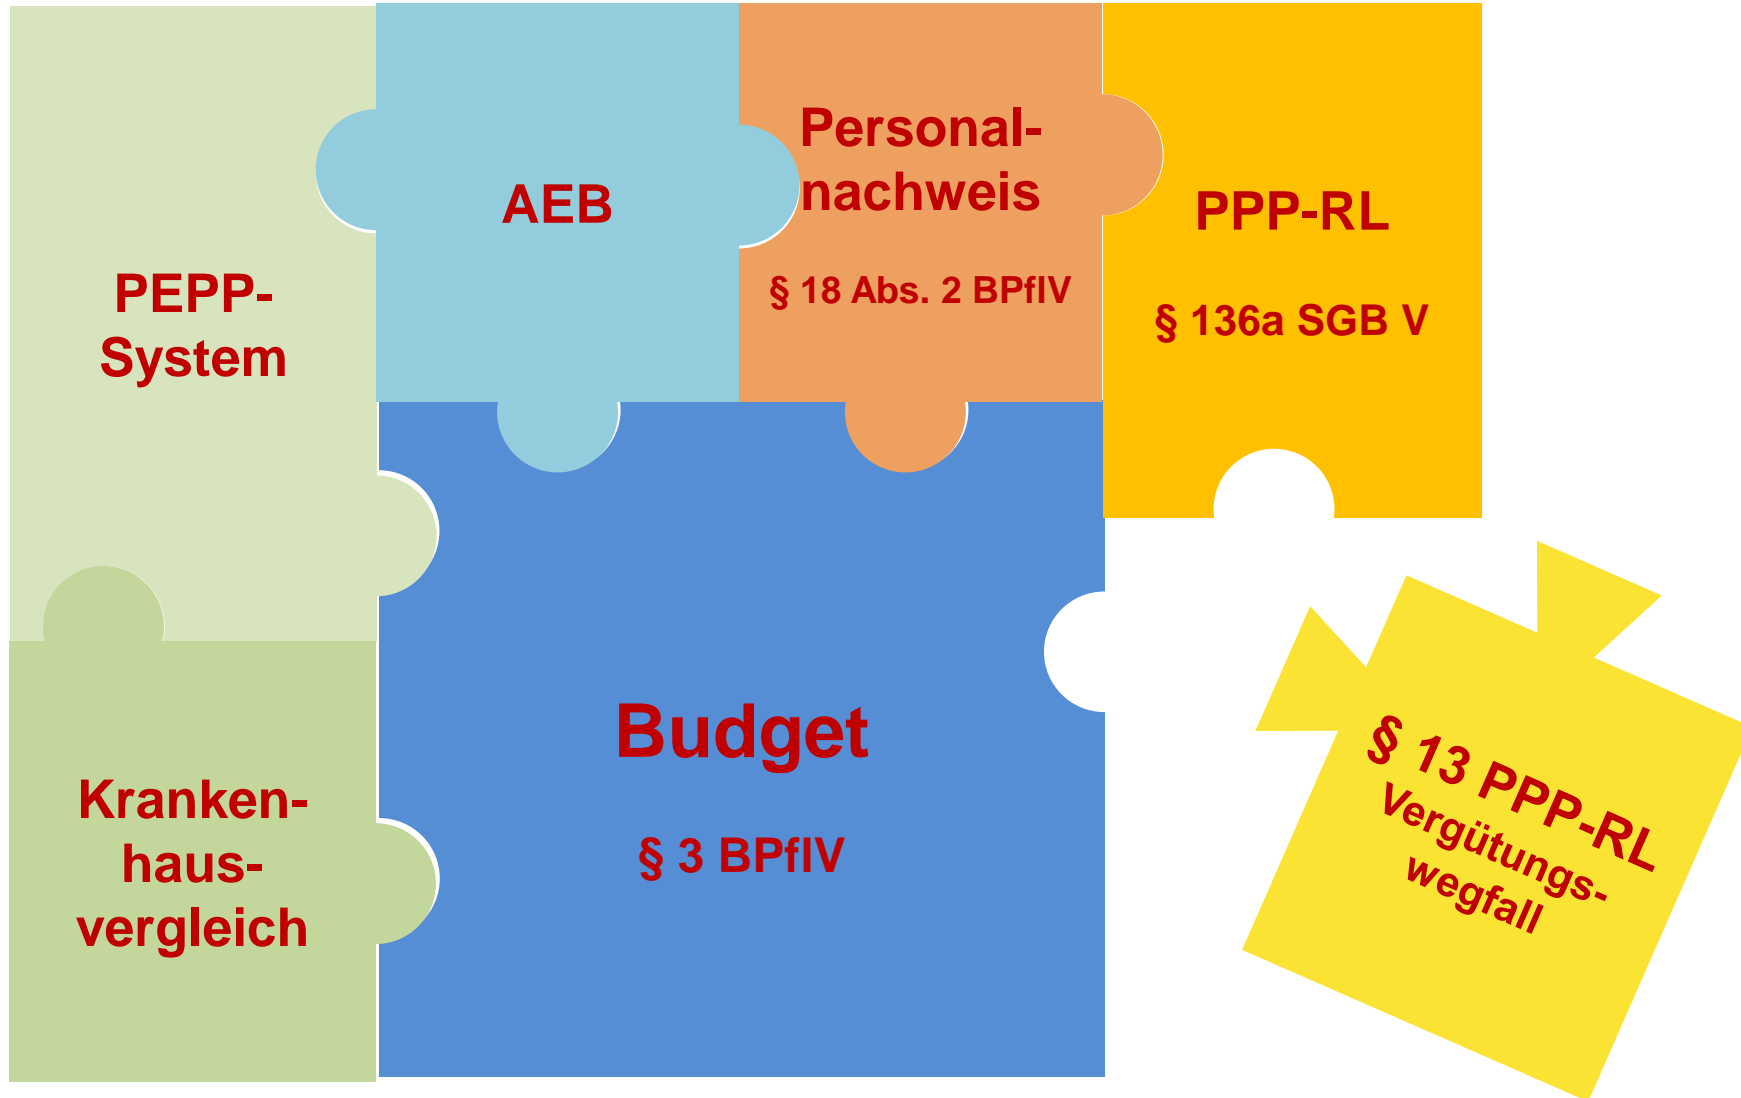 PEPP-
System
AEB
Personal-
nachweis
§ 18 Abs. 2 BPflV
PPP-RL
§ 136a SGB V
Kranken-
haus-
vergleich
Budget
§ 3 BPflV
§ 13 PPP-RL
Vergütungs-
wegfall